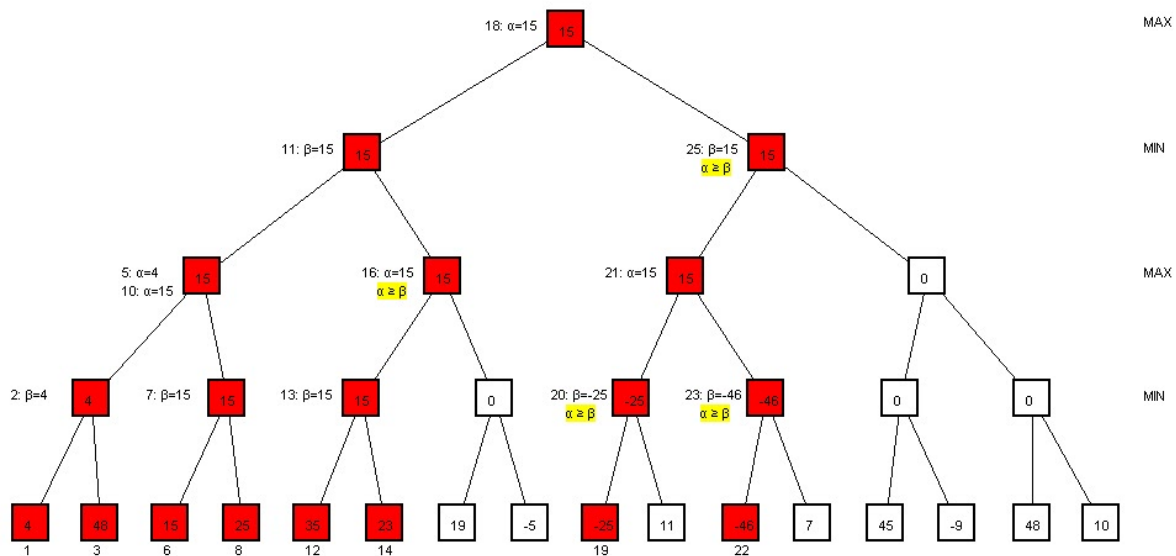 18: α=15 15 MAX
11: β=15 15 25: β=15 15 MIN
α ≥ β
5: α=4 15 16: α=15 15 21: α=15 15 0 MAX
10: α=15 α ≥ β
2: β=4 4 7: β=15 15 13: β=15 15 0 20: β=-25 -25 23: β=-46 -46 0 0 MIN
α ≥ β α ≥ β
4 48 15 25 35 23 19 -5 -25 11 -46 7 45 -9 48 10
1 3 6 8 12 14 19 22